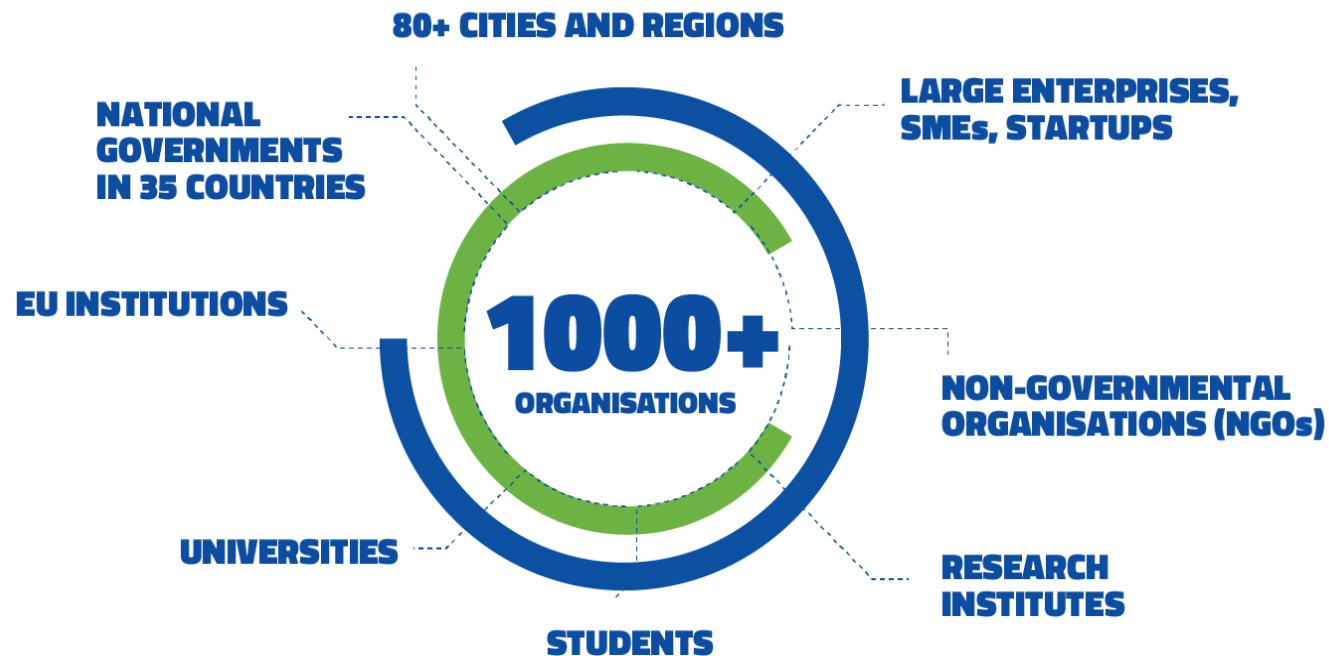 80+ CITIES AND REGIONS
NATIONAL
GOVERNMENTS
IN 35 COUNTRIES
LARGE ENTERPRISES,
SMEs, STARTUPS
EU INSTITUTIONS
1000+
ORGANISATIONS
NON-GOVERNMENTAL
ORGANISATIONS (NGOs)
UNIVERSITIES
RESEARCH
INSTITUTES
STUDENTS